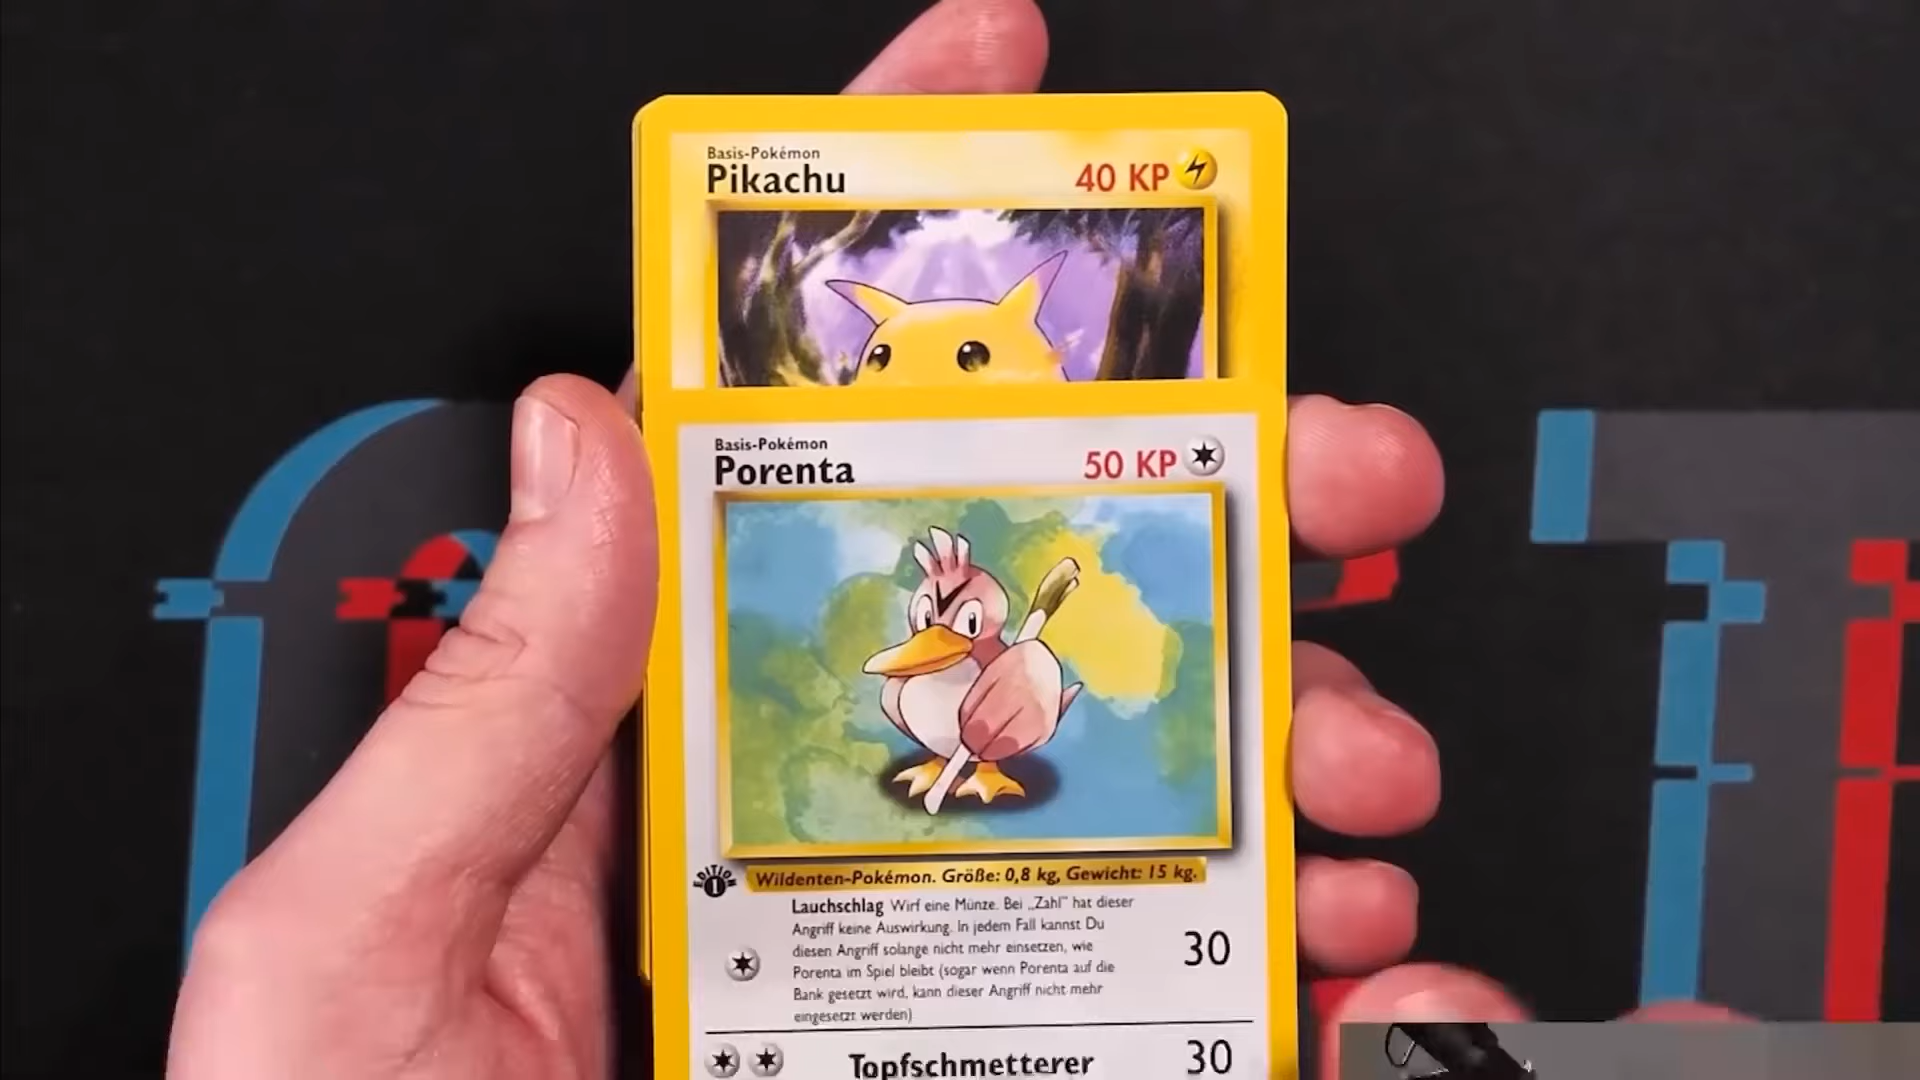 Basis-Pokémon
Pikachu 40 KP
Basis-Pokémon
Porenta 50 KP
EDITION 1
Wildenten-Pokémon. Größe: 0,8 kg, Gewicht: 15 kg.
Lauchschlag Wirf eine Münze. Bei „Zahl" hat dieser
Angriff keine Auswirkung. In jedem Fall kannst Du
diesen Angriff solange nicht mehr einsetzen, wie
Porenta im Spiel bleibt (sogar wenn Porenta auf die
Bank gesetzt wird, kann dieser Angriff nicht mehr
eingesetzt werden)
30
Topfschmetterer 30